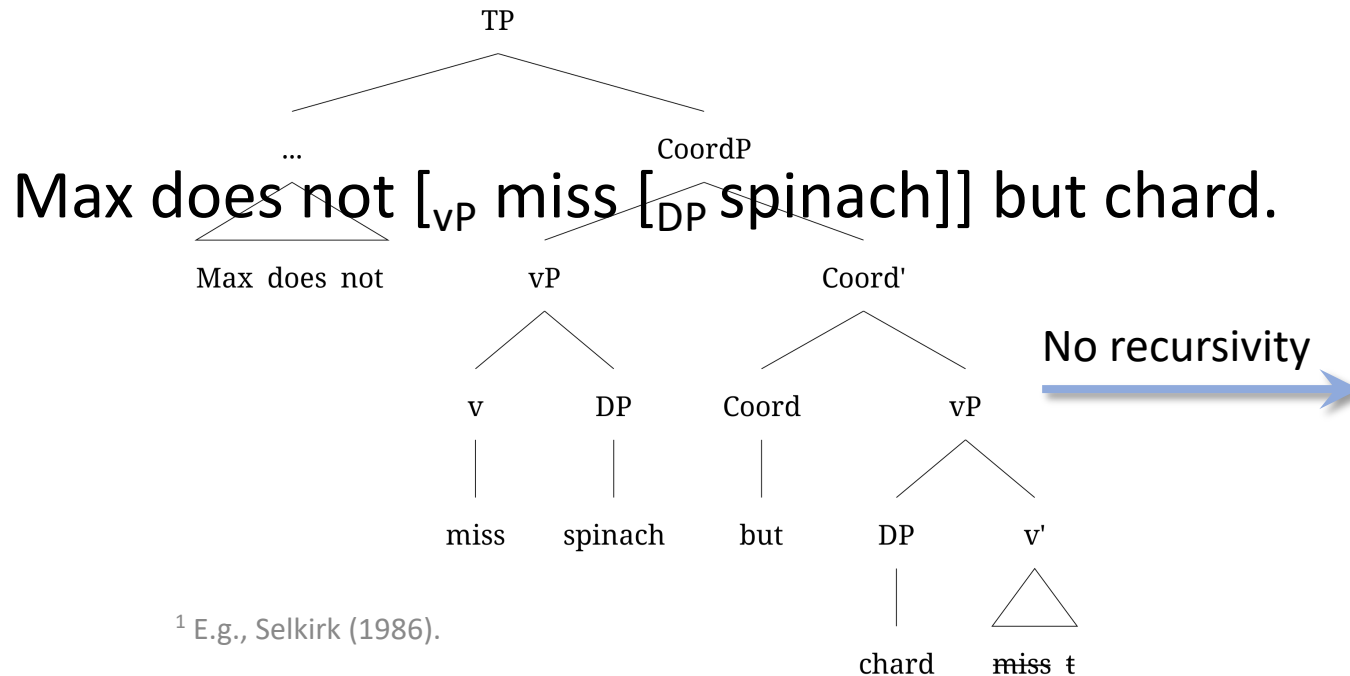 TP
... CoordP
Max does not [vP miss [DP spinach]] but chard.
Max does not vP Coord'
No recursivity
v DP Coord vP
miss spinach but DP v'
¹ E.g., Selkirk (1986).
chard ~~miss~~ ~~t~~